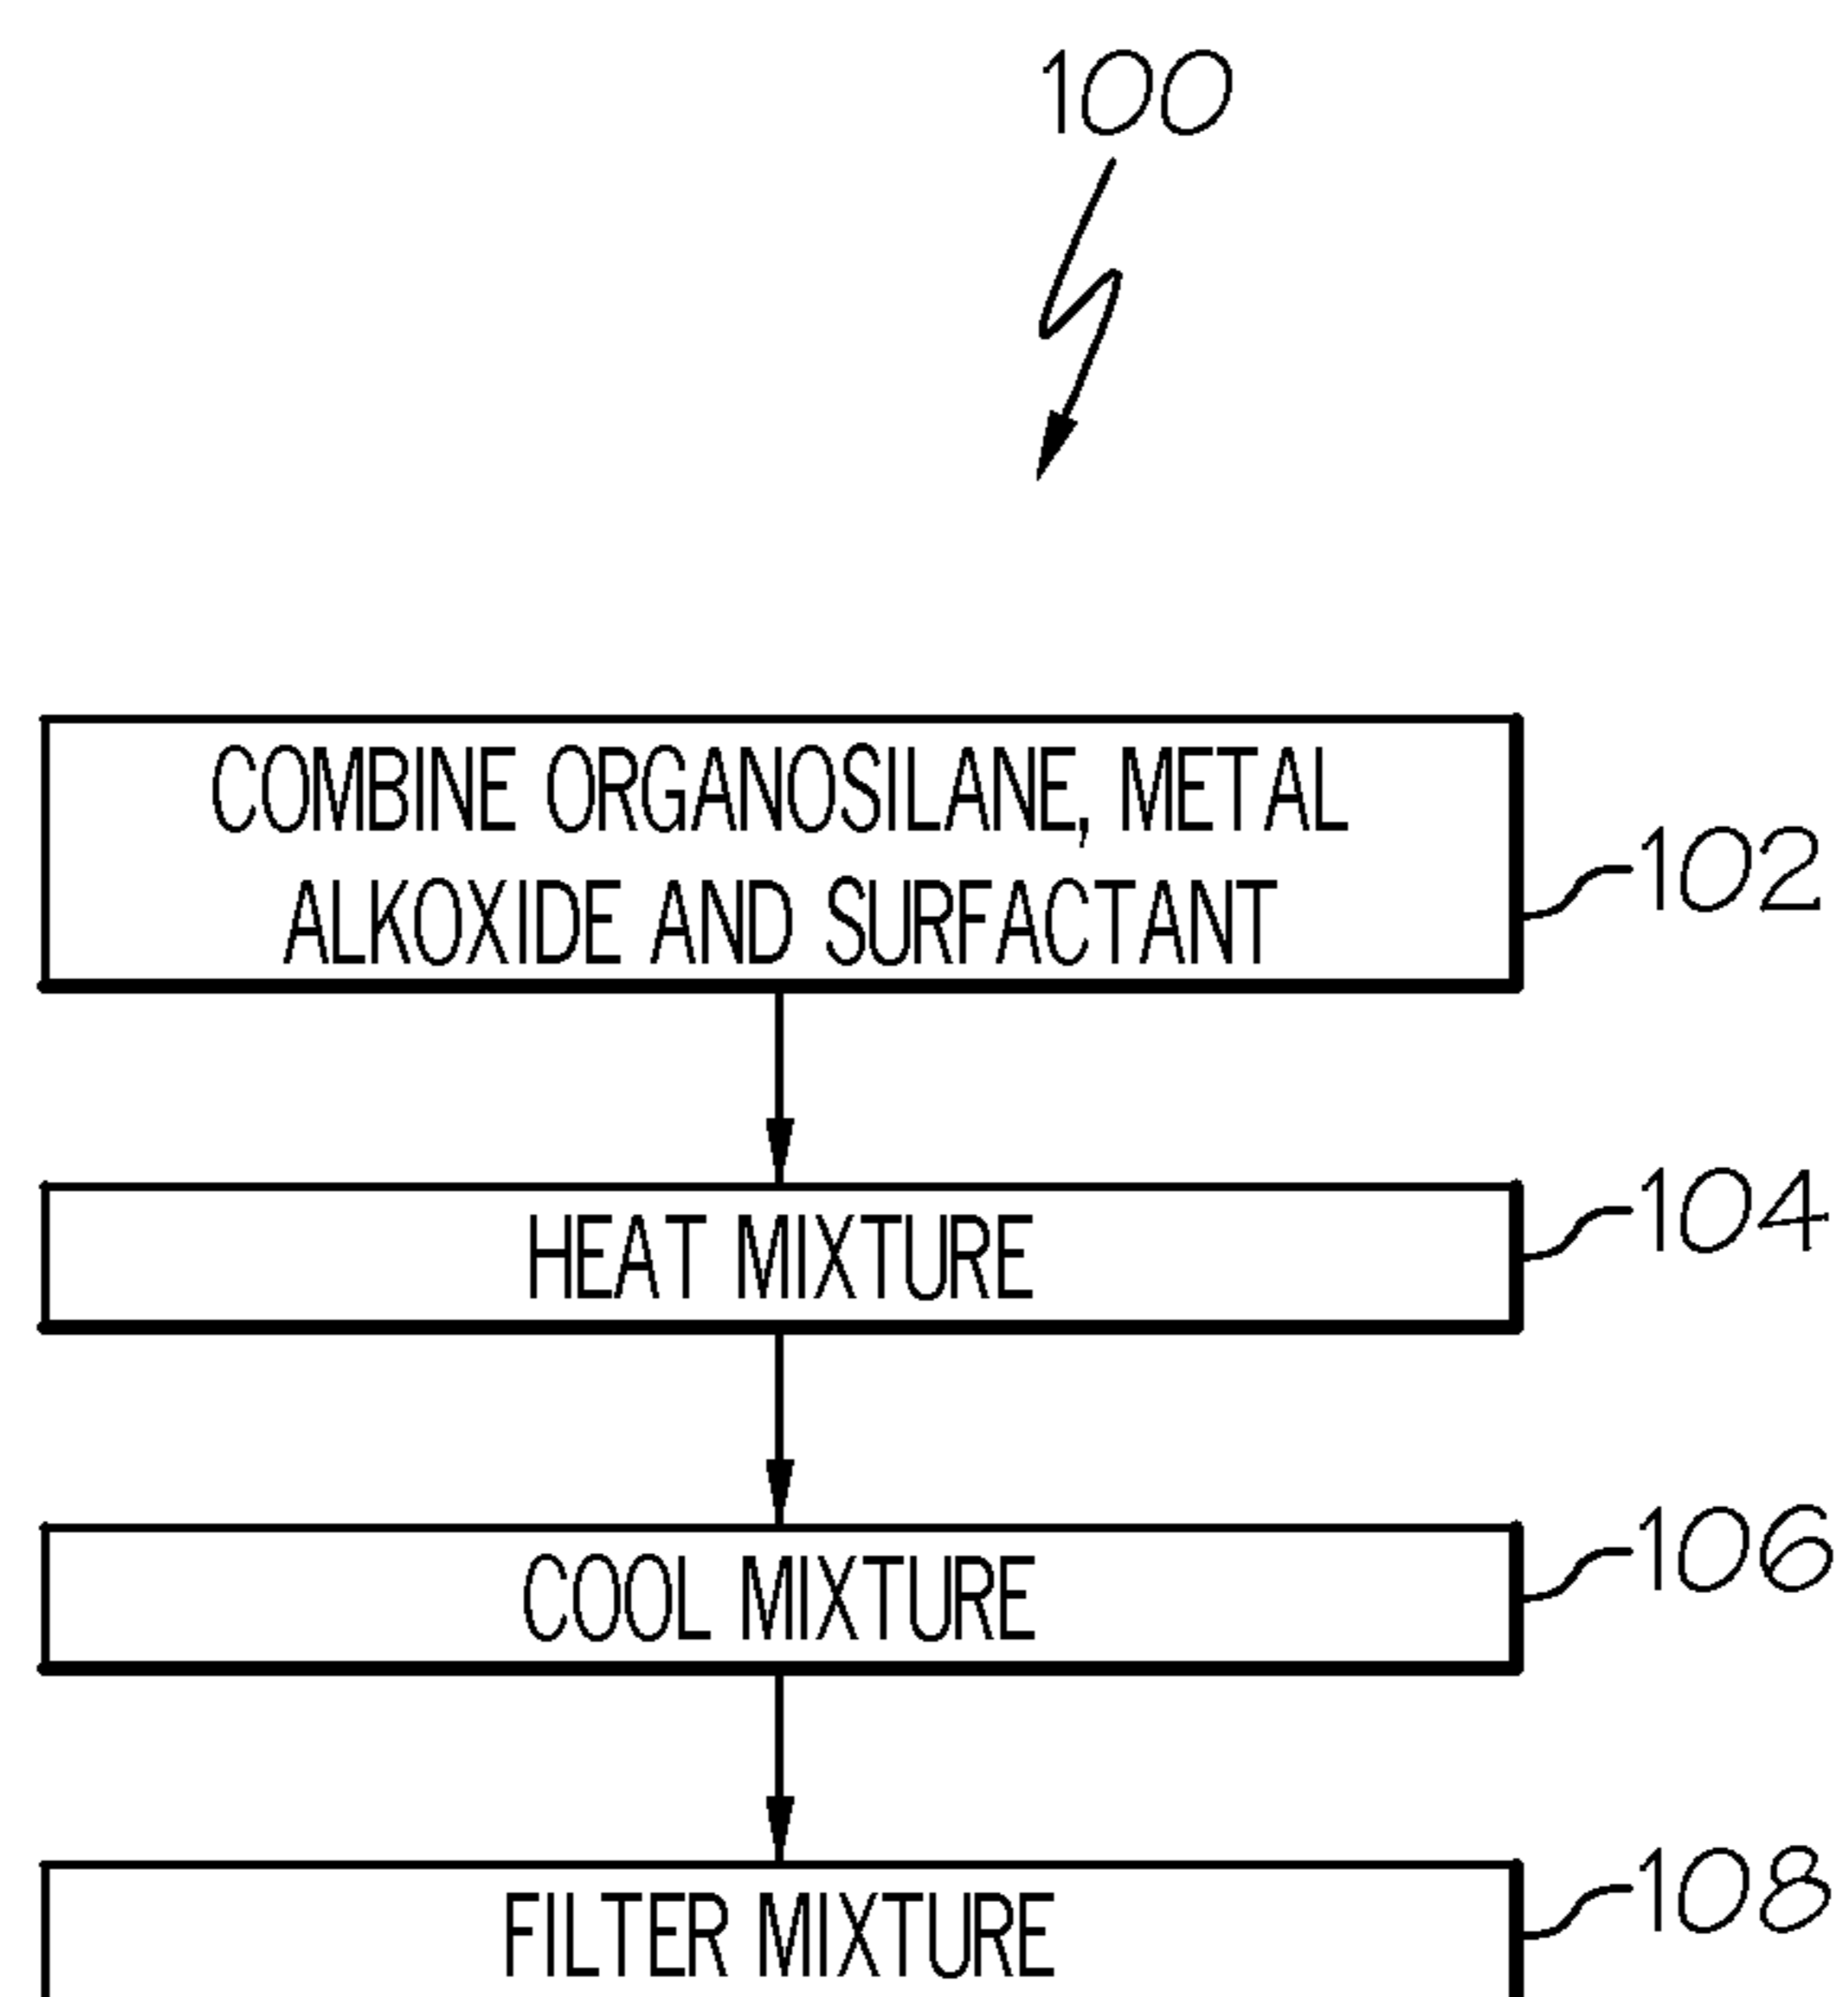 100
COMBINE ORGANOSILANE, METAL
ALKOXIDE AND SURFACTANT
102
HEAT MIXTURE
104
COOL MIXTURE
106
FILTER MIXTURE
108